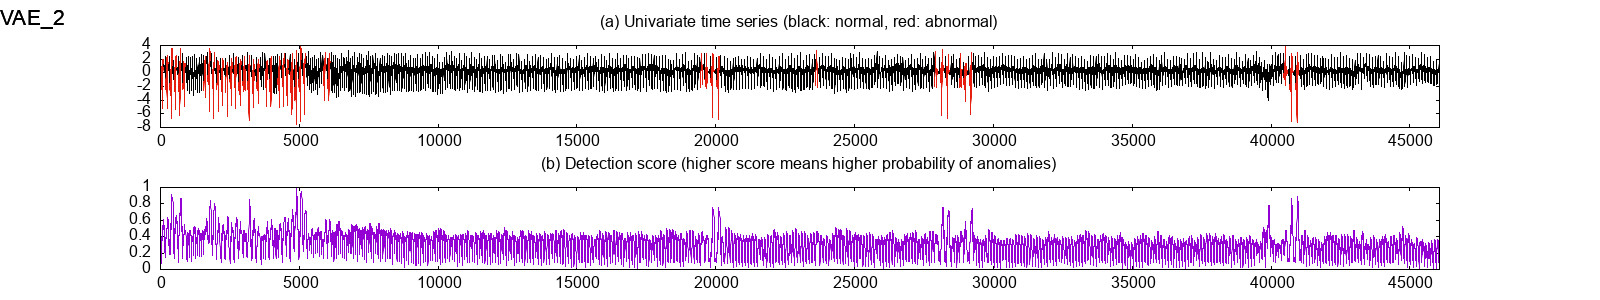 VAE_2
(a) Univariate time series (black: normal, red: abnormal)
4
2
0
-2
-4
-6
-8
0 5000 10000 15000 20000 25000 30000 35000 40000 45000
(b) Detection score (higher score means higher probability of anomalies)
1
0.8
0.6
0.4
0.2
0
0 5000 10000 15000 20000 25000 30000 35000 40000 45000